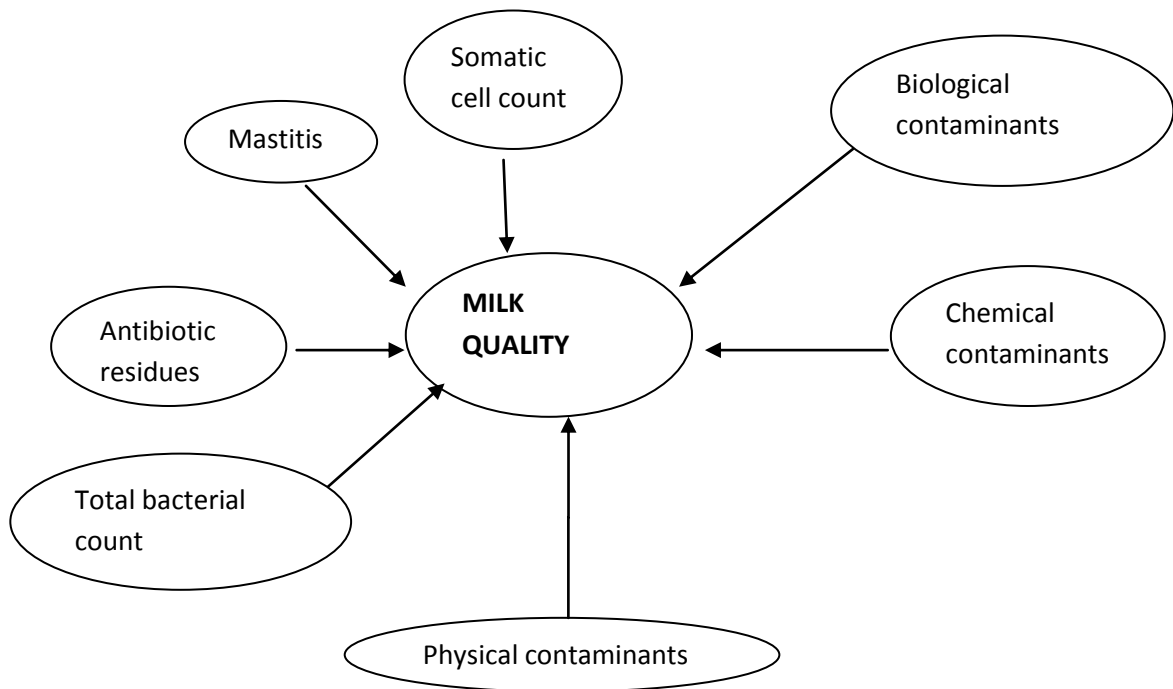 Somatic
cell count
Biological
contaminants
Mastitis
MILK
QUALITY
Chemical
contaminants
Antibiotic
residues
Total bacterial
count
Physical contaminants